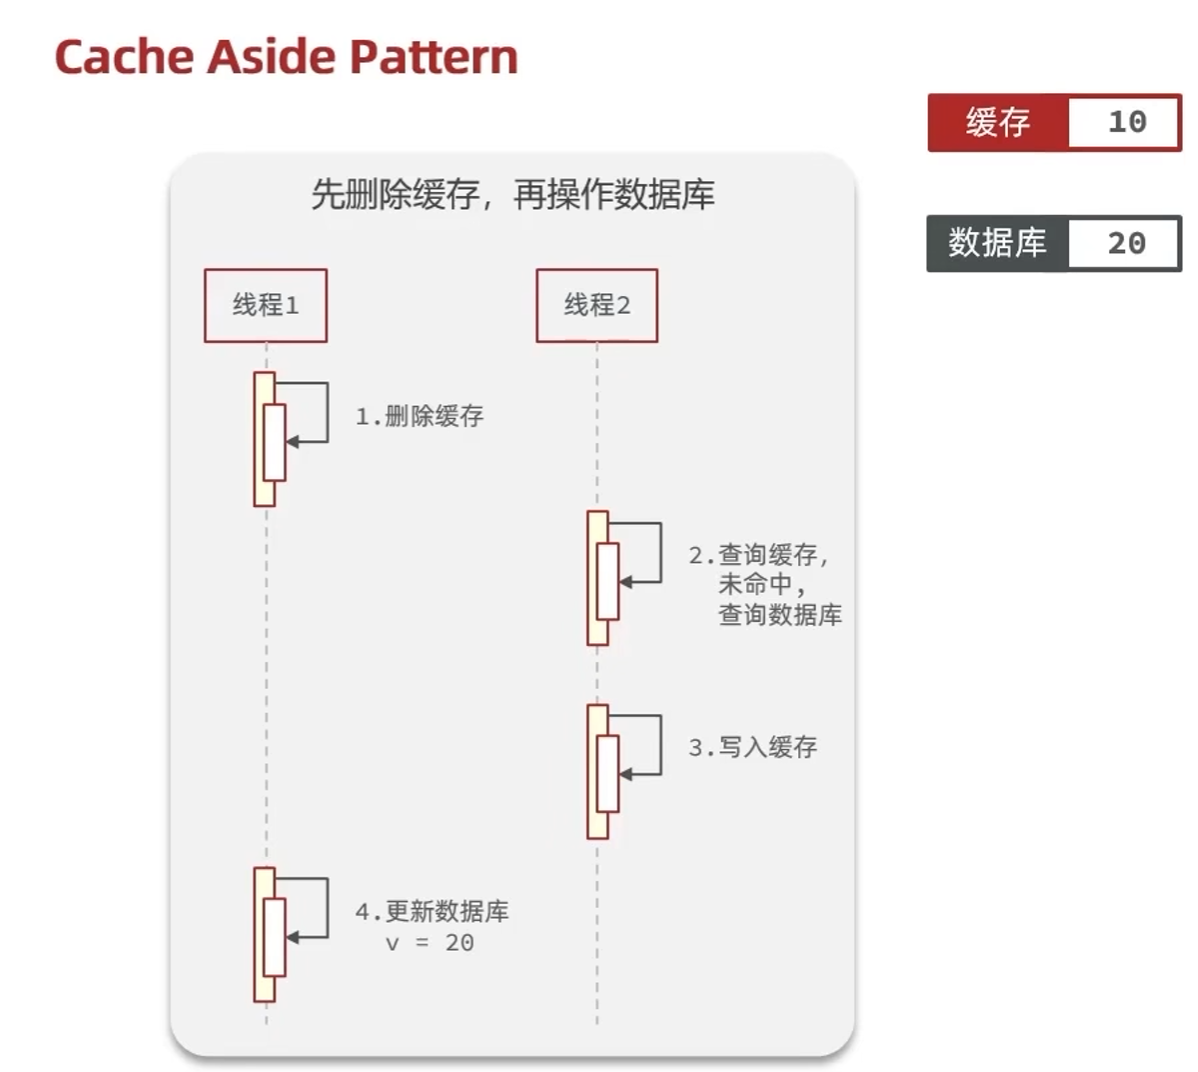 Cache Aside Pattern
缓存 10
数据库 20
先删除缓存，再操作数据库
线程1
线程2
1.删除缓存
2.查询缓存，
未命中，
查询数据库
3.写入缓存
4.更新数据库
v = 20